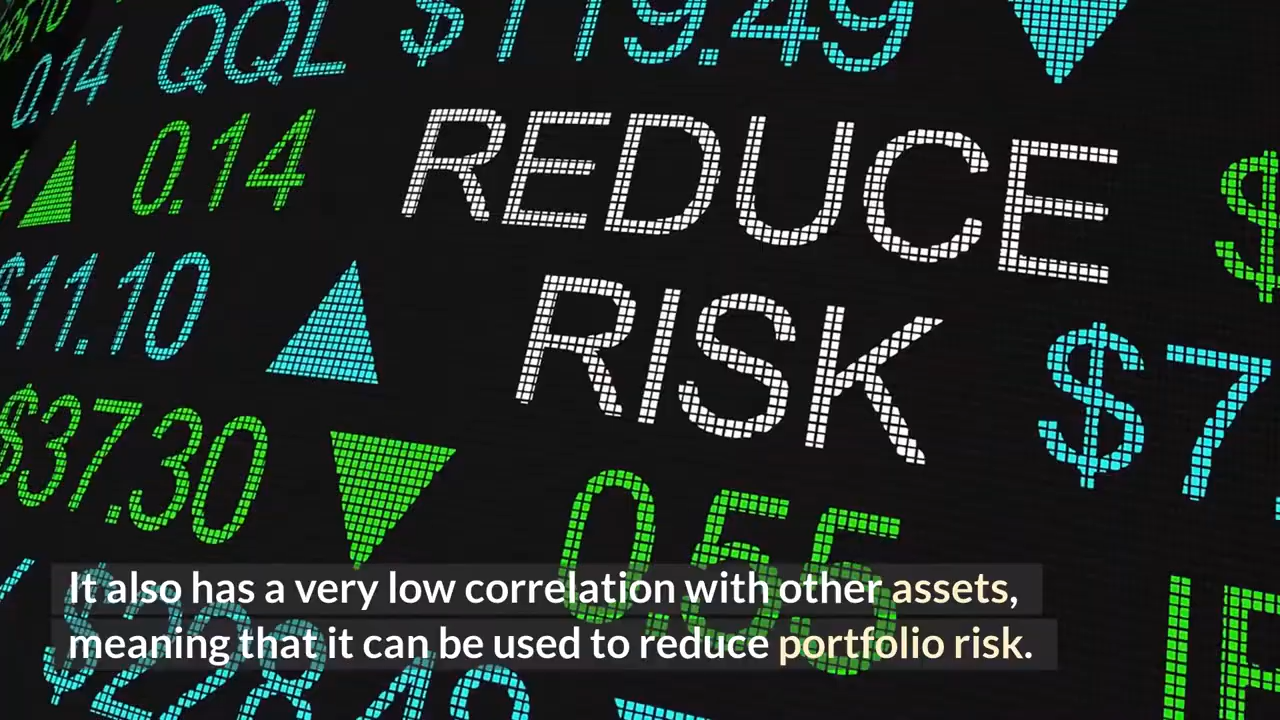 0.14 QQL $119.49
0.14 REDUCE
$11.10 RISK $7
$37.30
0.55
It also has a very low correlation with other assets,
meaning that it can be used to reduce portfolio risk.